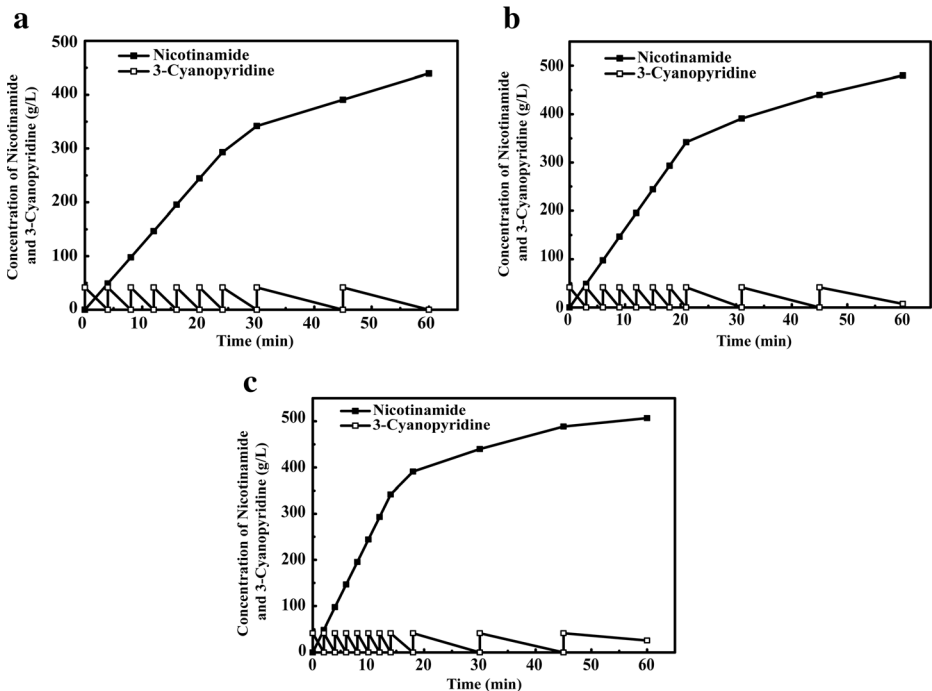 a
500
400
300
200
100
0
0
10
20
30
40
50
60
Nicotinamide
3-Cyanopyridine
Concentration of Nicotinamide
and 3-Cyanopyridine (g/L)
Time (min)
b
500
400
300
200
100
0
0
10
20
30
40
50
60
Nicotinamide
3-Cyanopyridine
Concentration of Nicotinamide
and 3-Cyanopyridine (g/L)
Time (min)
c
500
400
300
200
100
0
0
10
20
30
40
50
60
Nicotinamide
3-Cyanopyridine
Concentration of Nicotinamide
and 3-Cyanopyridine (g/L)
Time (min)